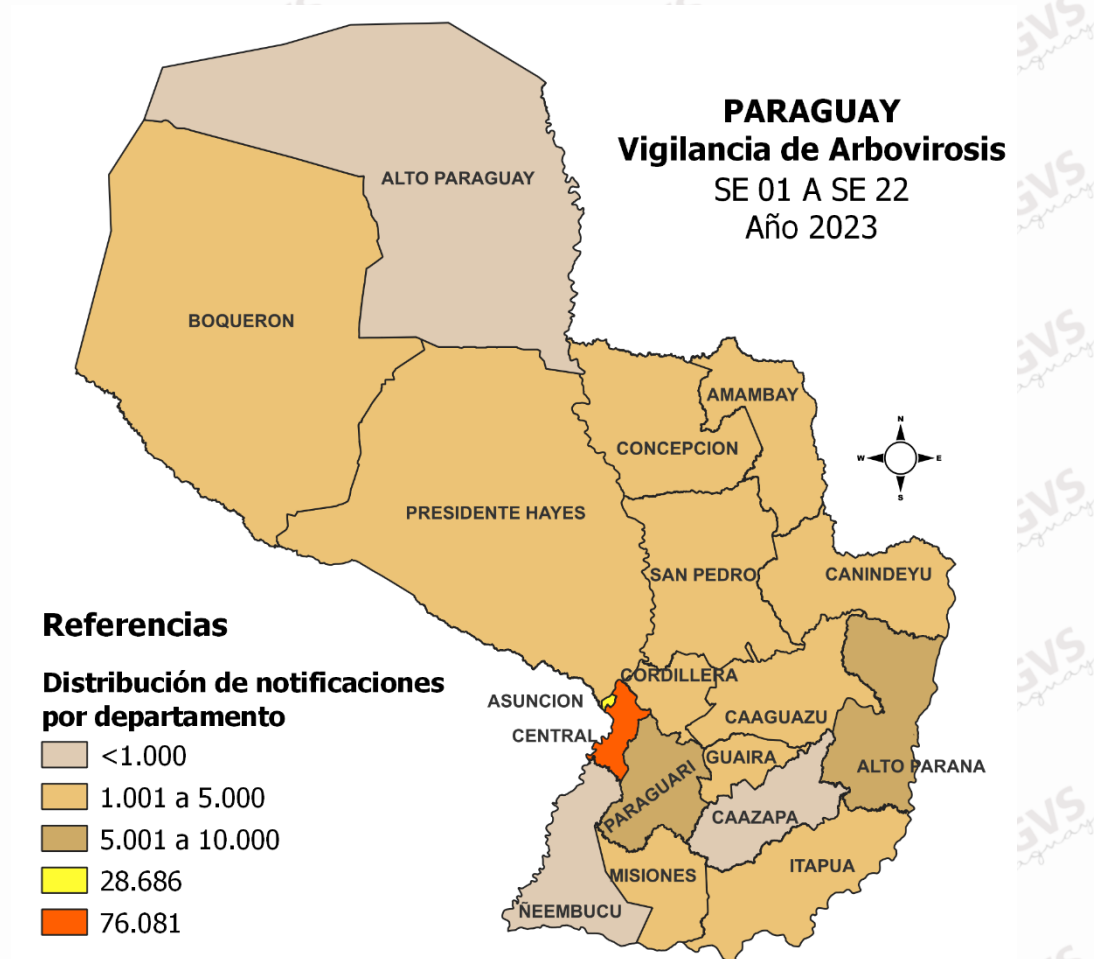 PARAGUAY
Vigilancia de Arbovirosis
SE 01 A SE 22
Año 2023
ALTO PARAGUAY
BOQUERON
AMAMBAY
CONCEPCION
N
W
E
S
PRESIDENTE HAYES
SAN PEDRO
CANINDEYU
CORDILLERA
ASUNCION
CENTRAL
CAAGUAZU
GUAIRA
ALTO PARANA
PARAGUARI
CAAZAPA
ITAPUA
MISIONES
ÑEEMBUCU
Referencias
Distribución de notificaciones
por departamento
<1.000
1.001 a 5.000
5.001 a 10.000
28.686
76.081